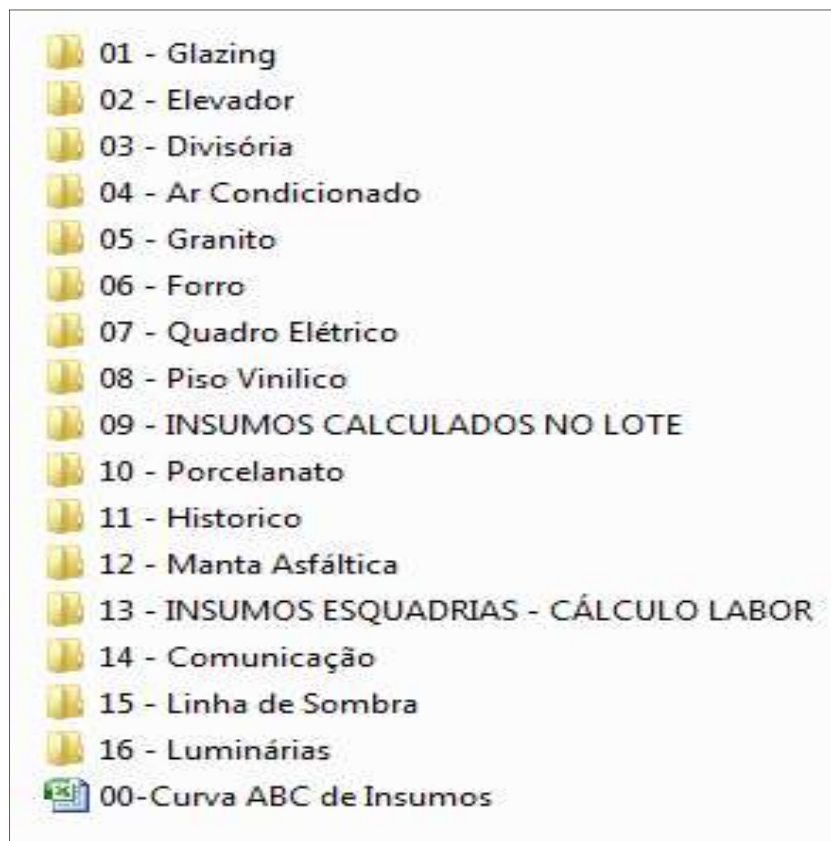 01 - Glazing
02 - Elevador
03 - Divisória
04 - Ar Condicionado
05 - Granito
06 - Forro
07 - Quadro Elétrico
08 - Piso Vinilico
09 - INSUMOS CALCULADOS NO LOTE
10 - Porcelanato
11 - Historico
12 - Manta Asfáltica
13 - INSUMOS ESQUADRIAS - CÁLCULO LABOR
14 - Comunicação
15 - Linha de Sombra
16 - Luminárias
00-Curva ABC de Insumos